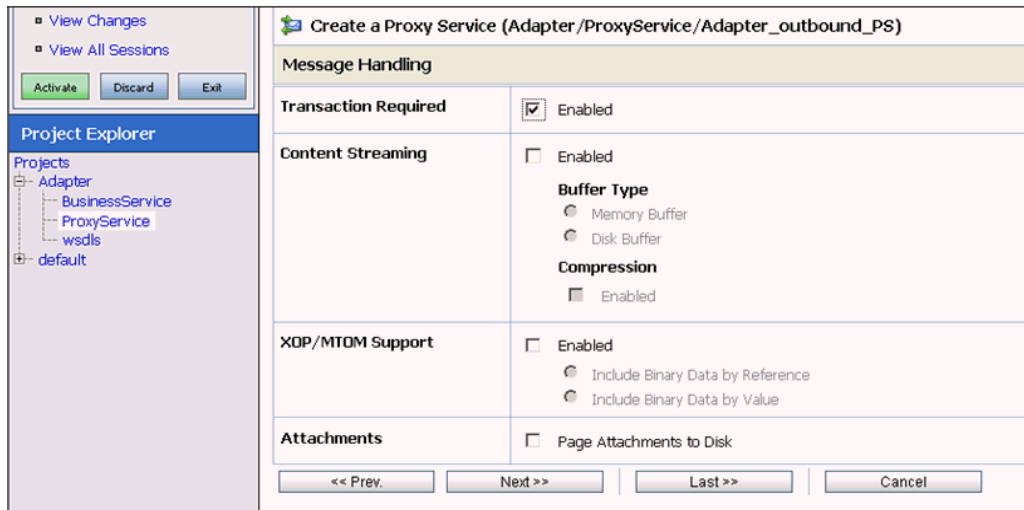 View Changes
View All Sessions
Activate Discard Exit
Project Explorer
Projects
Adapter
BusinessService
ProxyService
wsdls
default
Create a Proxy Service (Adapter/ProxyService/Adapter_outbound_PS)
Message Handling
Transaction Required Enabled
Content Streaming Enabled
Buffer Type
Memory Buffer
Disk Buffer
Compression
Enabled
XOP/MTOM Support Enabled
Include Binary Data by Reference
Include Binary Data by Value
Attachments Page Attachments to Disk
<< Prev. Next >> Last >> Cancel